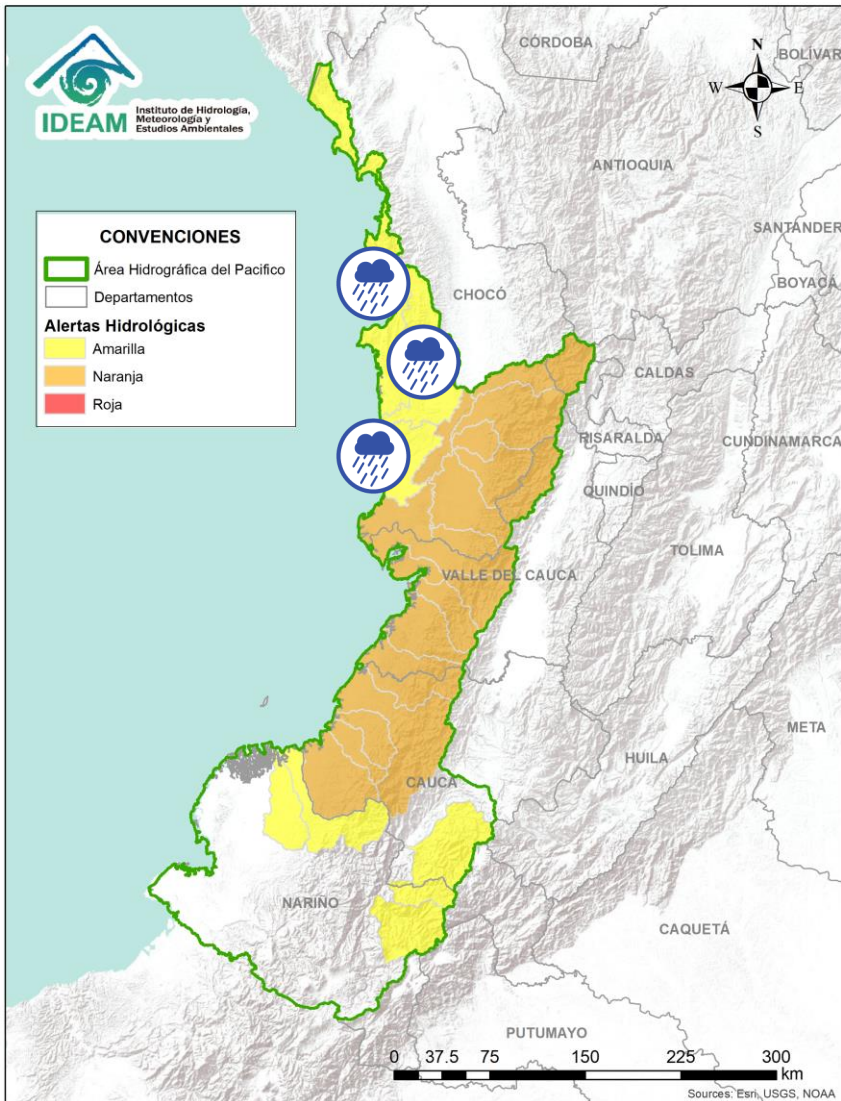 IDEAM
Instituto de Hidrología,
Meteorología y
Estudios Ambientales
CÓRDOBA
BOLÍVAR
N
W
E
S
ANTIOQUIA
SANTANDER
CONVENCIONES
Área Hidrográfica del Pacifico
Departamentos
Alertas Hidrológicas
Amarilla
Naranja
Roja
BOYACÁ
CHOCÓ
CALDAS
RISARALDA
CUNDINAMARCA
QUINDÍO
TOLIMA
VALLE DEL CAUCA
META
HUILA
CAUCA
NARIÑO
CAQUETÁ
PUTUMAYO
0 37.5 75 150 225 300
km
Sources: Esri, USGS, NOAA